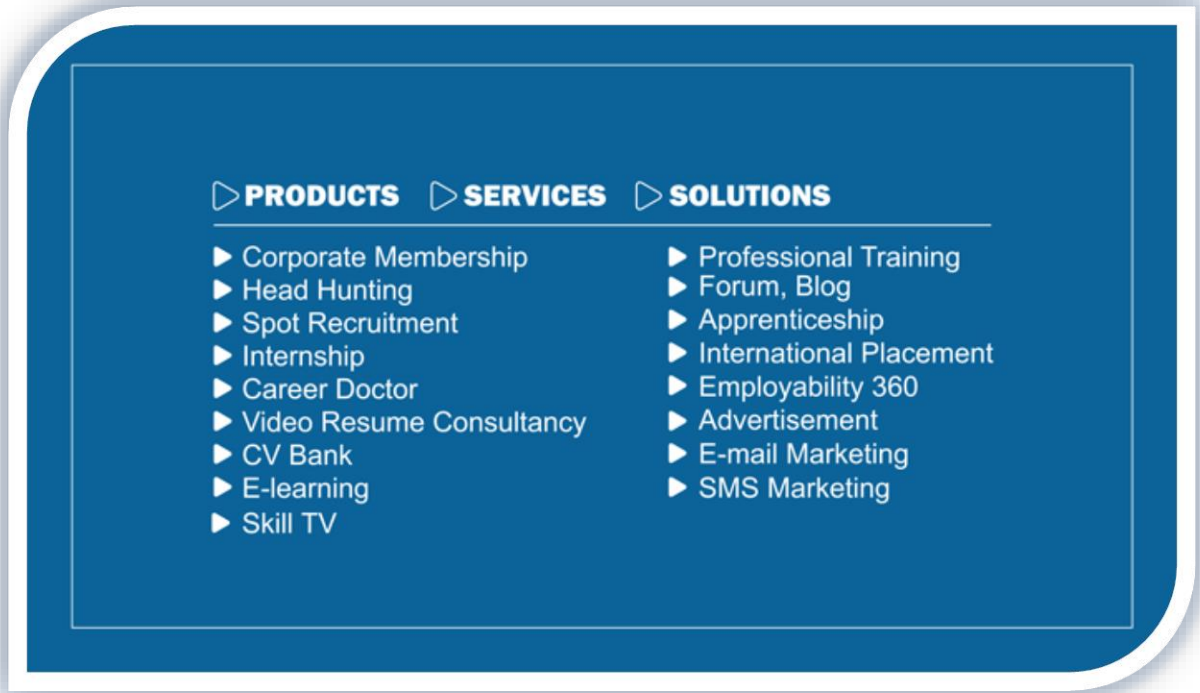 PRODUCTS SERVICES SOLUTIONS
Corporate Membership
Head Hunting
Spot Recruitment
Internship
Career Doctor
Video Resume Consultancy
CV Bank
E-learning
Skill TV
Professional Training
Forum, Blog
Apprenticeship
International Placement
Employability 360
Advertisement
E-mail Marketing
SMS Marketing